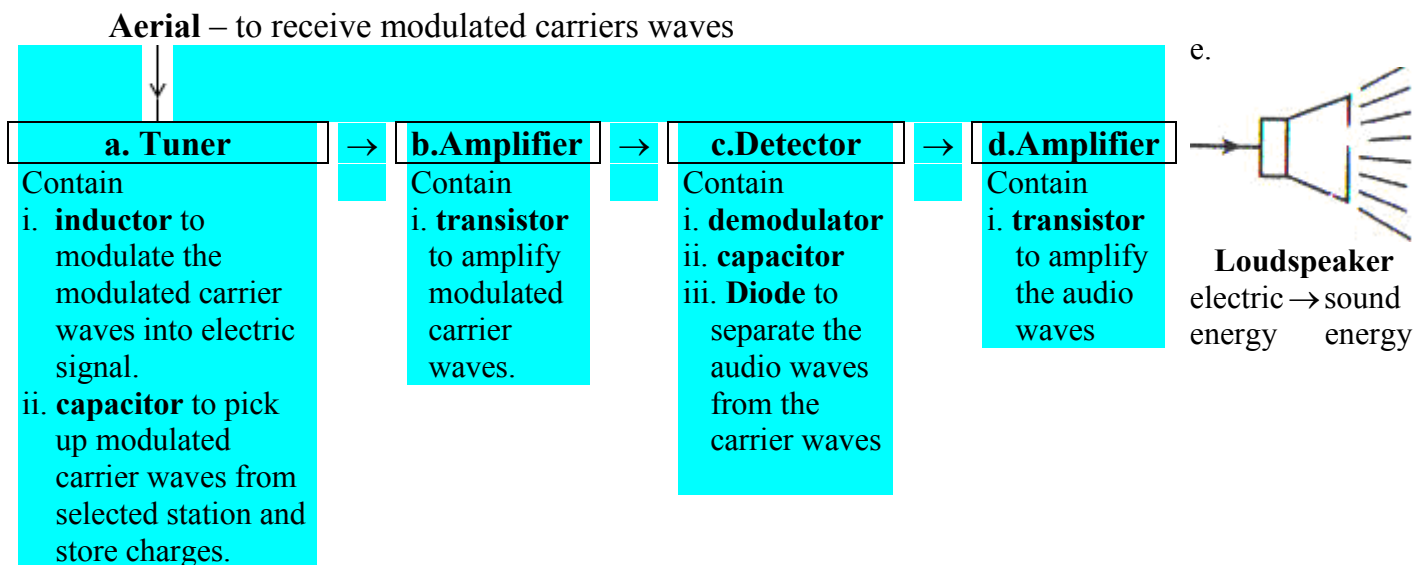 Aerial – to receive modulated carriers waves
a. Tuner → b.Amplifier → c.Detector → d.Amplifier
Contain
i. inductor to
modulate the
modulated carrier
waves into electric
signal.
ii. capacitor to pick
up modulated
carrier waves from
selected station and
store charges.
Contain
i. transistor
to amplify
modulated
carrier
waves.
Contain
i. demodulator
ii. capacitor
iii. Diode to
separate the
audio waves
from the
carrier waves
Contain
i. transistor
to amplify
the audio
waves
e.
Loudspeaker
electric → sound
energy energy